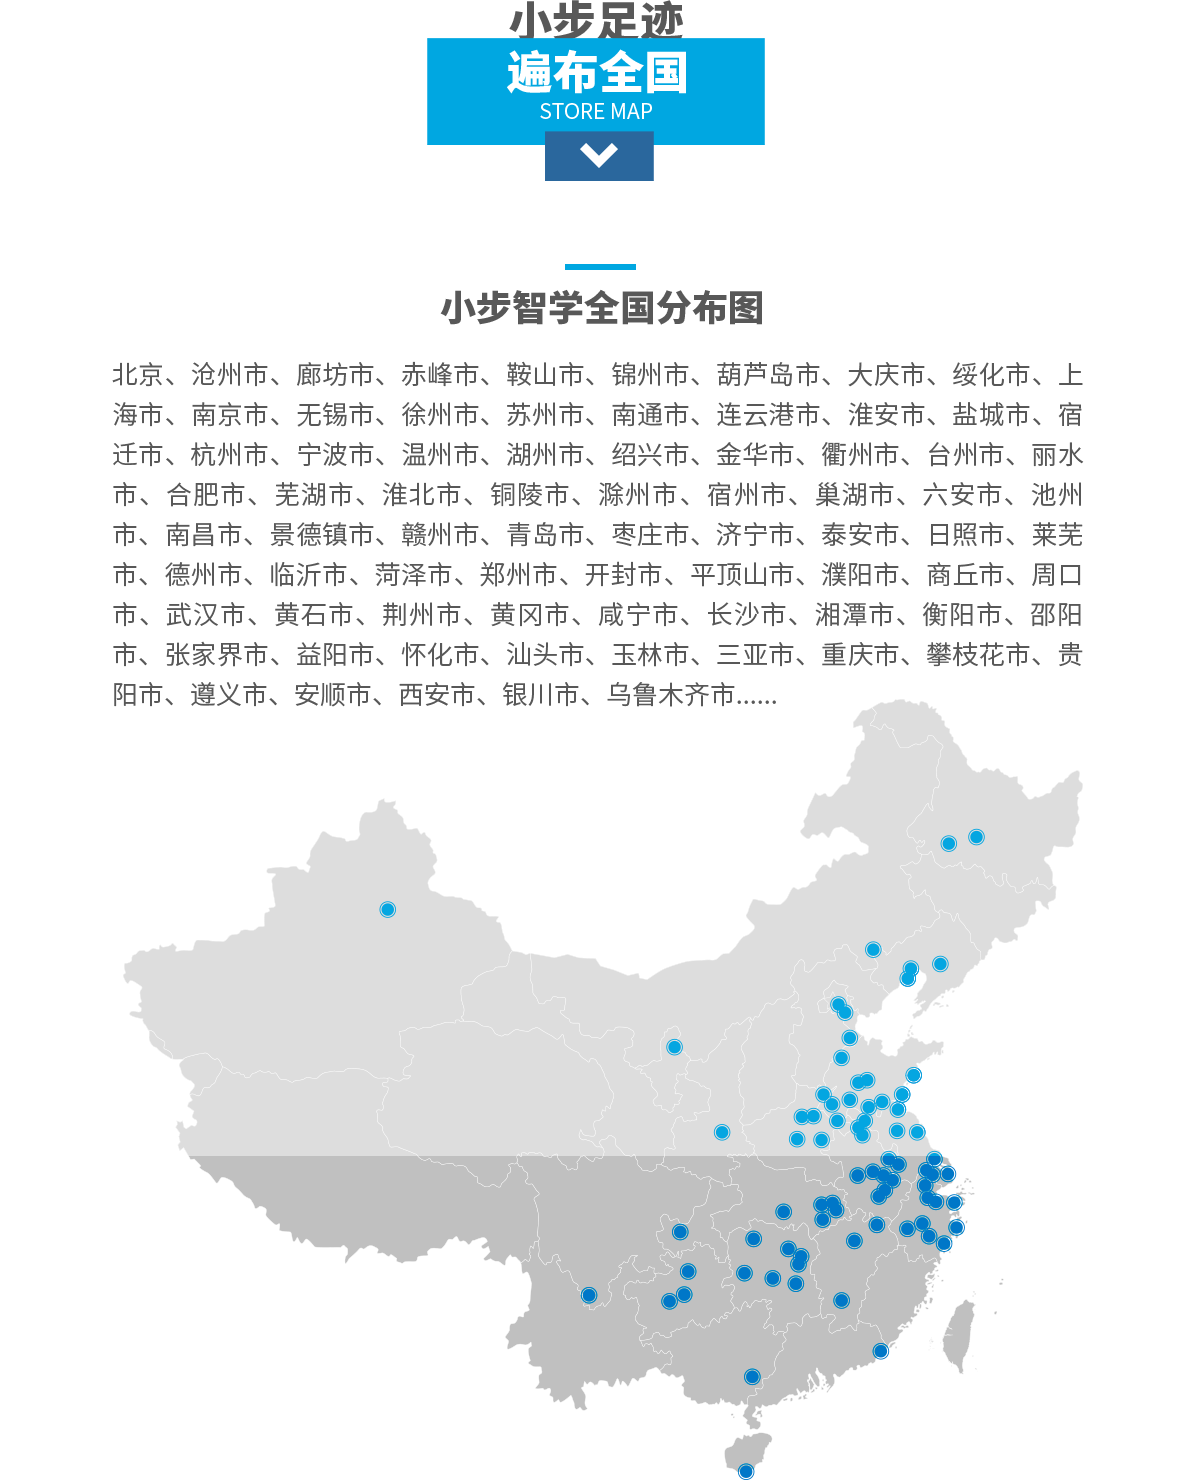 小步足迹
遍布全国
STORE MAP
小步智学全国分布图
北京、沧州市、廊坊市、赤峰市、鞍山市、锦州市、葫芦岛市、大庆市、绥化市、上
海市、南京市、无锡市、徐州市、苏州市、南通市、连云港市、淮安市、盐城市、宿
迁市、杭州市、宁波市、温州市、湖州市、绍兴市、金华市、衢州市、台州市、丽水
市、合肥市、芜湖市、淮北市、铜陵市、滁州市、宿州市、巢湖市、六安市、池州
市、南昌市、景德镇市、赣州市、青岛市、枣庄市、济宁市、泰安市、日照市、莱芜
市、德州市、临沂市、菏泽市、郑州市、开封市、平顶山市、濮阳市、商丘市、周口
市、武汉市、黄石市、荆州市、黄冈市、咸宁市、长沙市、湘潭市、衡阳市、邵阳
市、张家界市、益阳市、怀化市、汕头市、玉林市、三亚市、重庆市、攀枝花市、贵
阳市、遵义市、安顺市、西安市、银川市、乌鲁木齐市......